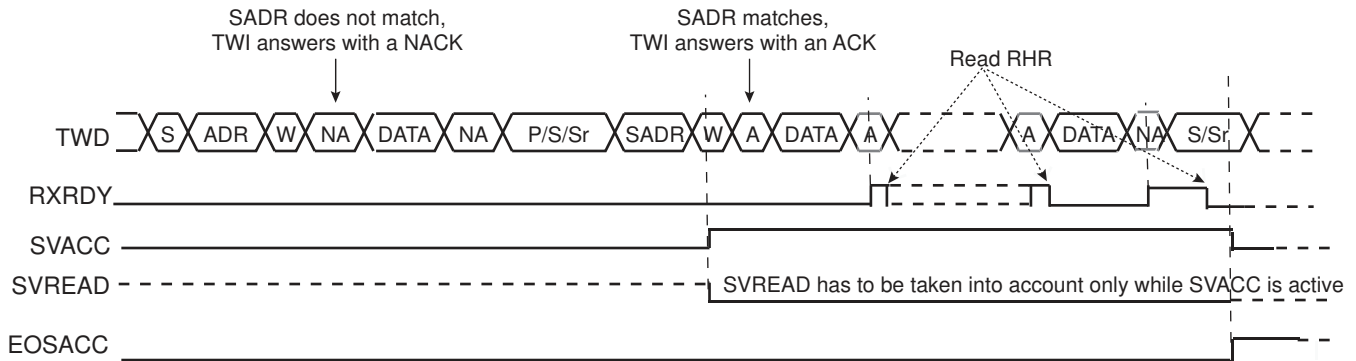 SADR does not match,
TWI answers with a NACK
SADR matches,
TWI answers with an ACK
Read RHR
TWD S ADR W NA DATA NA P/S/Sr SADR W A DATA A A DATA NA S/Sr
RXRDY
SVACC
SVREAD SVREAD has to be taken into account only while SVACC is active
EOSACC